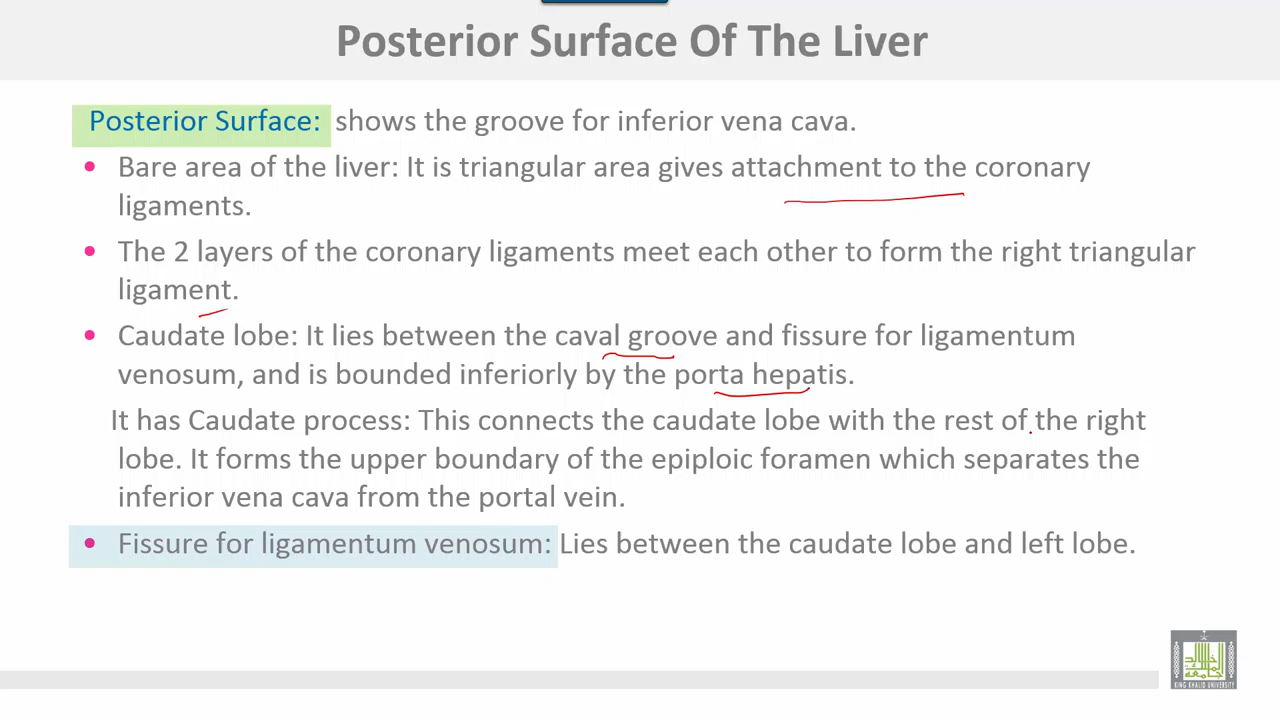 Posterior Surface Of The Liver
Posterior Surface: shows the groove for inferior vena cava.
• Bare area of the liver: It is triangular area gives attachment to the coronary
ligaments.
• The 2 layers of the coronary ligaments meet each other to form the right triangular
ligament.
• Caudate lobe: It lies between the caval groove and fissure for ligamentum
venosum, and is bounded inferiorly by the porta hepatis.
It has Caudate process: This connects the caudate lobe with the rest of the right
lobe. It forms the upper boundary of the epiploic foramen which separates the
inferior vena cava from the portal vein.
• Fissure for ligamentum venosum: Lies between the caudate lobe and left lobe.
KING KHALID UNIVERSITY